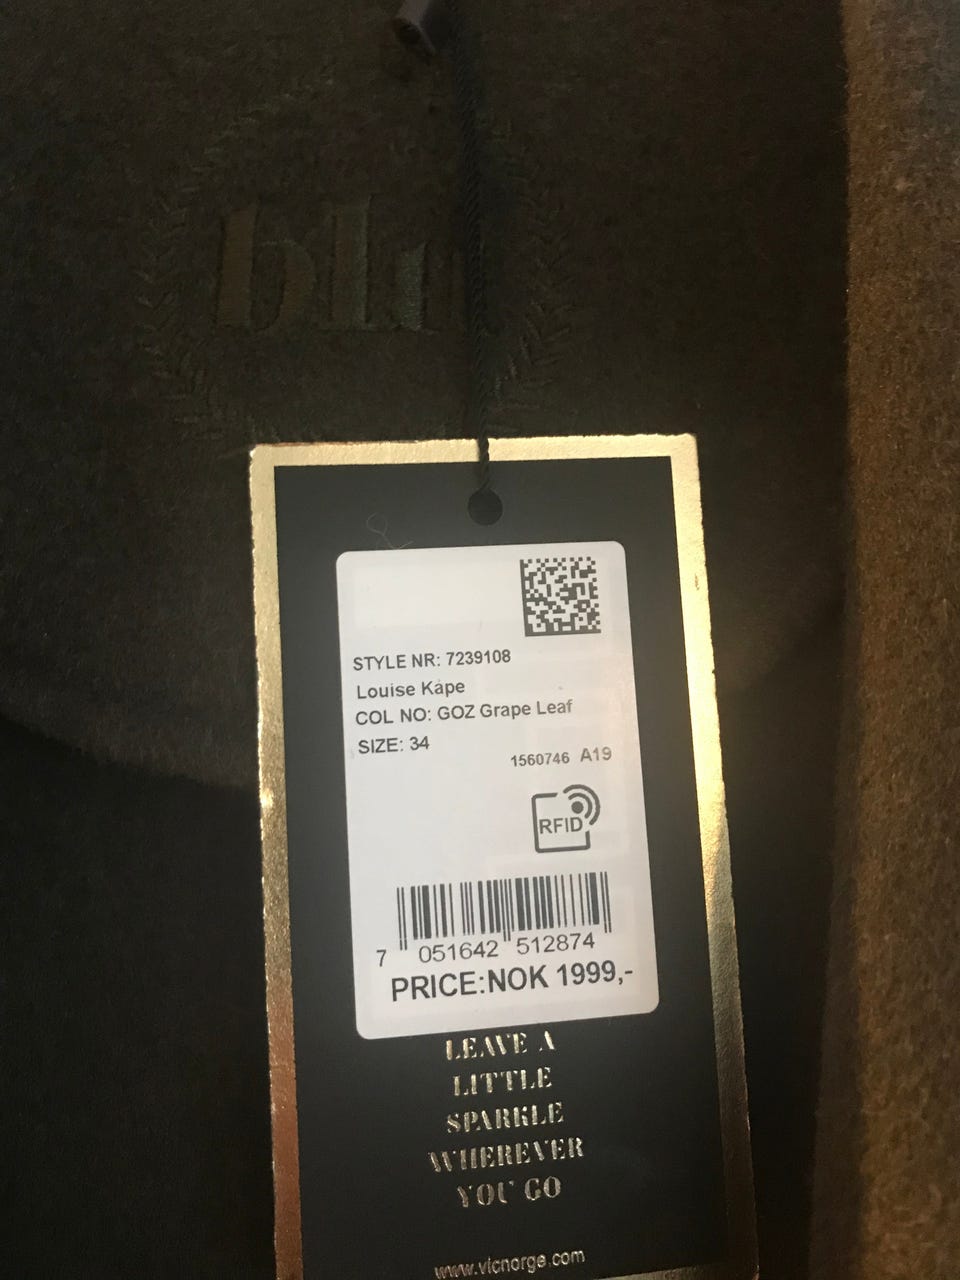 STYLE NR: 7239108
Louise Kåpe
COL NO: GOZ Grape Leaf
SIZE: 34
1560746 A19
RFID
7 051642 512874
PRICE:NOK 1999,-
LEAVE A
LITTLE
SPARKLE
WHEREVER
YOU GO
www.vicnorge.com